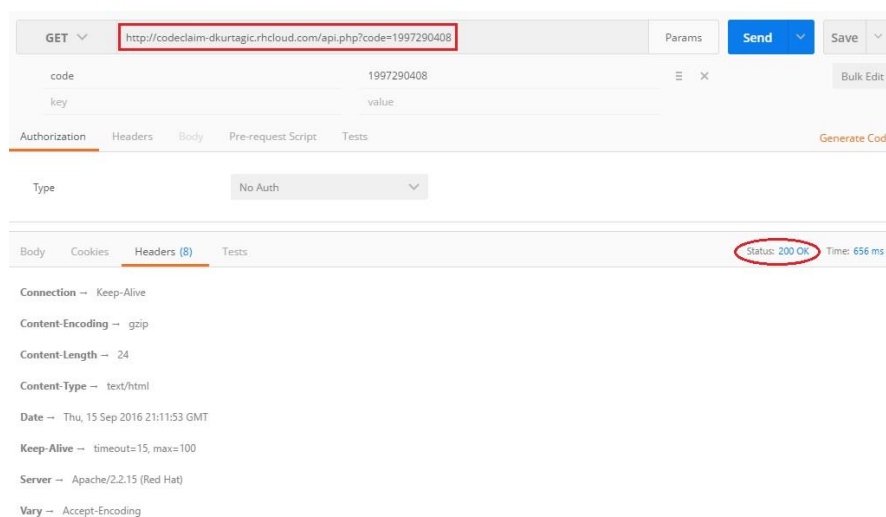 GET http://codeclaim-dkurtagic.rhcloud.com/api.php?code=1997290408 Params Send Save
code 1997290408 Bulk Edit
key value
Authorization Headers Body Pre-request Script Tests Generate Cod
Type No Auth
Body Cookies Headers (8) Tests Status: 200 OK Time: 656 ms
Connection → Keep-Alive
Content-Encoding → gzip
Content-Length → 24
Content-Type → text/html
Date → Thu, 15 Sep 2016 21:11:53 GMT
Keep-Alive → timeout=15, max=100
Server → Apache/2.2.15 (Red Hat)
Vary → Accept-Encoding